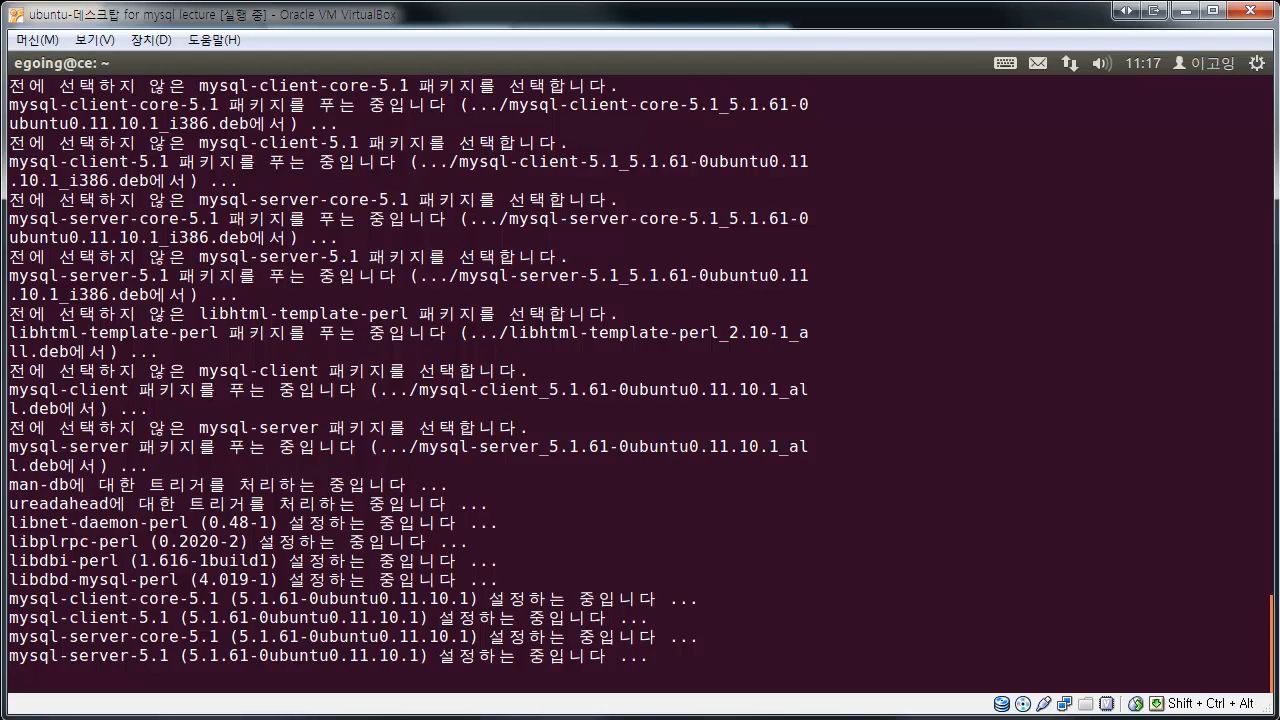 ubuntu-데스크탑 for mysql lecture [실행 중] - Oracle VM VirtualBox
머신(M) 보기(V) 장치(D) 도움말(H)
egoing@ce: ~ 11:17 이고잉
전에 선택하지 않은 mysql-client-core-5.1 패키지를 선택합니다.
mysql-client-core-5.1 패키지를 푸는 중입니다 (.../mysql-client-core-5.1_5.1.61-0
ubuntu0.11.10.1_i386.deb에서) ...
전에 선택하지 않은 mysql-client-5.1 패키지를 선택합니다.
mysql-client-5.1 패키지를 푸는 중입니다 (.../mysql-client-5.1_5.1.61-0ubuntu0.11
.10.1_i386.deb에서) ...
전에 선택하지 않은 mysql-server-core-5.1 패키지를 선택합니다.
mysql-server-core-5.1 패키지를 푸는 중입니다 (.../mysql-server-core-5.1_5.1.61-0
ubuntu0.11.10.1_i386.deb에서) ...
전에 선택하지 않은 mysql-server-5.1 패키지를 선택합니다.
mysql-server-5.1 패키지를 푸는 중입니다 (.../mysql-server-5.1_5.1.61-0ubuntu0.11
.10.1_i386.deb에서) ...
전에 선택하지 않은 libhtml-template-perl 패키지를 선택합니다.
libhtml-template-perl 패키지를 푸는 중입니다 (.../libhtml-template-perl_2.10-1_a
ll.deb에서) ...
전에 선택하지 않은 mysql-client 패키지를 선택합니다.
mysql-client 패키지를 푸는 중입니다 (.../mysql-client_5.1.61-0ubuntu0.11.10.1_al
l.deb에서) ...
전에 선택하지 않은 mysql-server 패키지를 선택합니다.
mysql-server 패키지를 푸는 중입니다 (.../mysql-server_5.1.61-0ubuntu0.11.10.1_al
l.deb에서) ...
man-db에 대한 트리거를 처리하는 중입니다 ...
ureadahead에 대한 트리거를 처리하는 중입니다 ...
libnet-daemon-perl (0.48-1) 설정하는 중입니다 ...
libplrpc-perl (0.2020-2) 설정하는 중입니다 ...
libdbi-perl (1.616-1build1) 설정하는 중입니다 ...
libdbd-mysql-perl (4.019-1) 설정하는 중입니다 ...
mysql-client-core-5.1 (5.1.61-0ubuntu0.11.10.1) 설정하는 중입니다 ...
mysql-client-5.1 (5.1.61-0ubuntu0.11.10.1) 설정하는 중입니다 ...
mysql-server-core-5.1 (5.1.61-0ubuntu0.11.10.1) 설정하는 중입니다 ...
mysql-server-5.1 (5.1.61-0ubuntu0.11.10.1) 설정하는 중입니다 ...
Shift + Ctrl + Alt